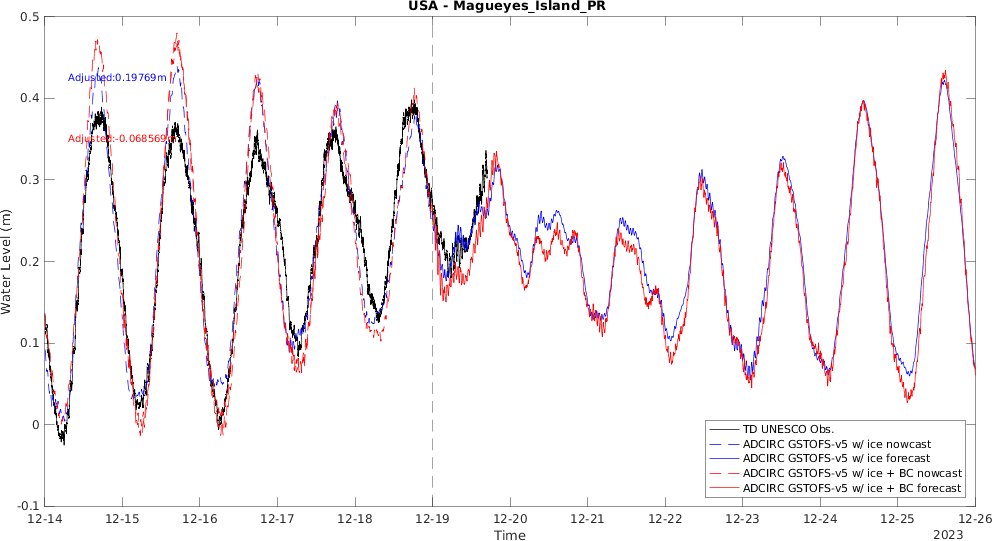 USA - Magueyes_Island_PR
0.5
0.4
0.3
0.2
0.1
0
-0.1
Water Level (m)
Adjusted:0.19769m
Adjusted:-0.068569m
TD UNESCO Obs.
ADCIRC GSTOFS-v5 w/ ice nowcast
ADCIRC GSTOFS-v5 w/ ice forecast
ADCIRC GSTOFS-v5 w/ ice + BC nowcast
ADCIRC GSTOFS-v5 w/ ice + BC forecast
12-14 12-15 12-16 12-17 12-18 12-19 12-20 12-21 12-22 12-23 12-24 12-25 12-26
Time
2023